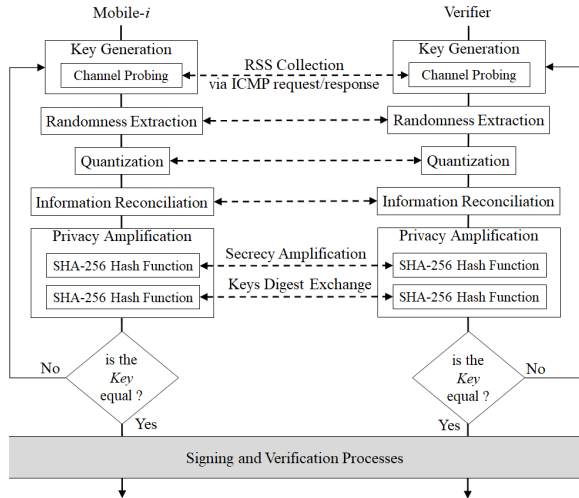 Mobile-i
Verifier
Key Generation
RSS Collection
Key Generation
Channel Probing
via ICMP request/response
Channel Probing
Randomness Extraction
Randomness Extraction
Quantization
Quantization
Information Reconciliation
Information Reconciliation
Privacy Amplification
Privacy Amplification
Secrecy Amplification
SHA-256 Hash Function
SHA-256 Hash Function
Keys Digest Exchange
SHA-256 Hash Function
SHA-256 Hash Function
No
is the
Key
equal ?
Yes
is the
Key
equal ?
No
Yes
Signing and Verification Processes